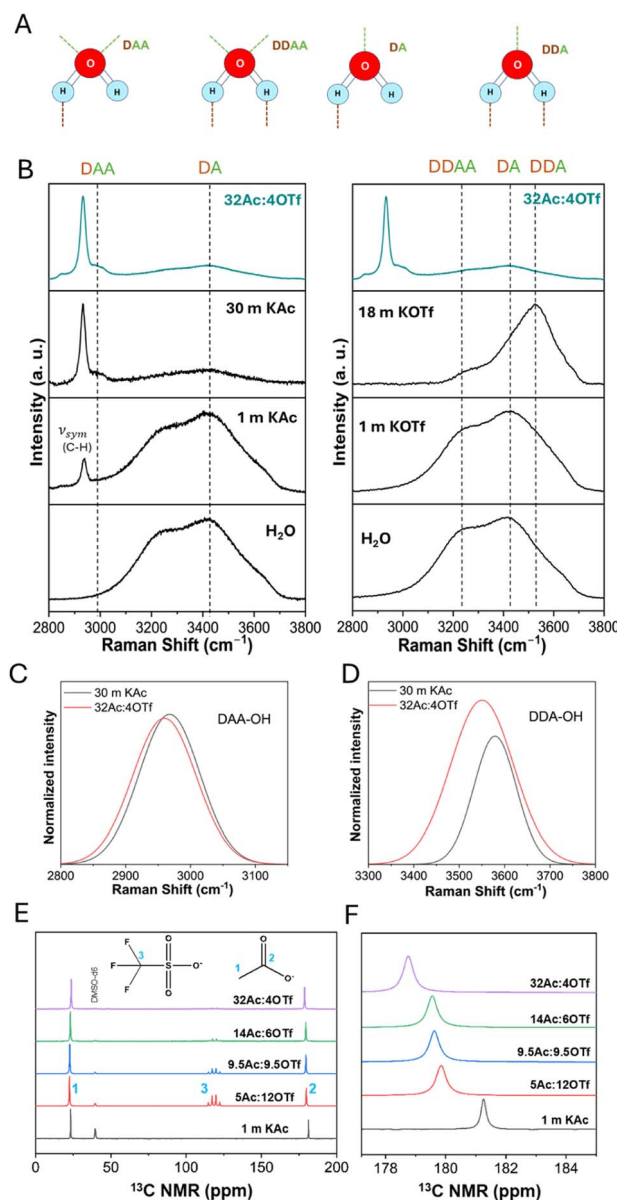 A
DAA
DDAA
DA
DDA
O
O
O
O
H
H
H
H
H
H
H
H
B
DAA
DA
DDAA
DA
DDA
32Ac:4OTf
30 m KAc
1 m KAc
νsym
(C-H)
H2O
32Ac:4OTf
18 m KOTf
1 m KOTf
H2O
Intensity (a. u.)
Intensity (a. u.)
2800 3000 3200 3400 3600 3800
2800 3000 3200 3400 3600 3800
Raman Shift (cm−1)
Raman Shift (cm−1)
C
30 m KAc
32Ac:4OTf
DAA-OH
Normalized intensity
2800 2900 3000 3100
Raman Shift (cm−1)
D
30 m KAc
32Ac:4OTf
DDA-OH
Normalized intensity
3300 3400 3500 3600 3700 3800
Raman Shift (cm−1)
E
DMSO-d6
F
F
F
3
S
O
O
O-
1
2
O
O-
32Ac:4OTf
14Ac:6OTf
9.5Ac:9.5OTf
1
3
5Ac:12OTf
2
1 m KAc
0 50 100 150 200
13C NMR (ppm)
F
32Ac:4OTf
14Ac:6OTf
9.5Ac:9.5OTf
5Ac:12OTf
1 m KAc
178 180 182 184
13C NMR (ppm)